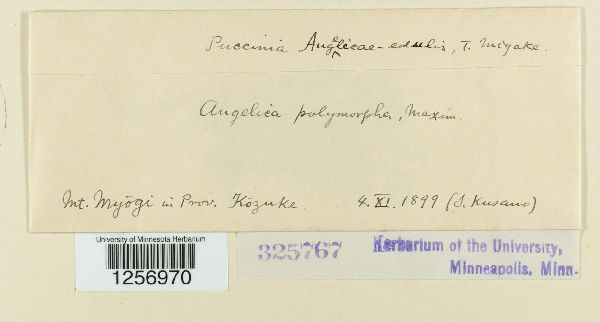 Puccinia Angelicae-edulis, T. Miyake.
Angelica polymorpha, Maxim.
Mt. Myōgi in Prov. Kōzuke. 4. XI. 1899 (S. Kusano)
University of Minnesota Herbarium
1256970
325767
Herbarium of the University,
Minneapolis, Minn.